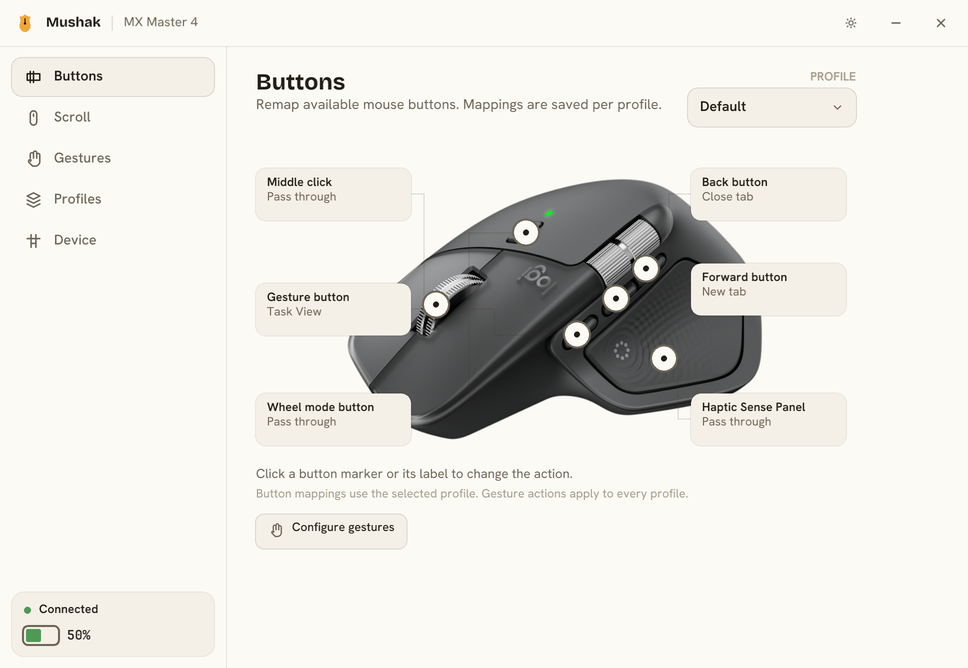 Mushak
MX Master 4
Buttons
Scroll
Gestures
Profiles
Device
Connected
50%
Buttons
Remap available mouse buttons. Mappings are saved per profile.
PROFILE
Default
Middle click
Pass through
Gesture button
Task View
Wheel mode button
Pass through
Back button
Close tab
Forward button
New tab
Haptic Sense Panel
Pass through
Click a button marker or its label to change the action.
Button mappings use the selected profile. Gesture actions apply to every profile.
Configure gestures